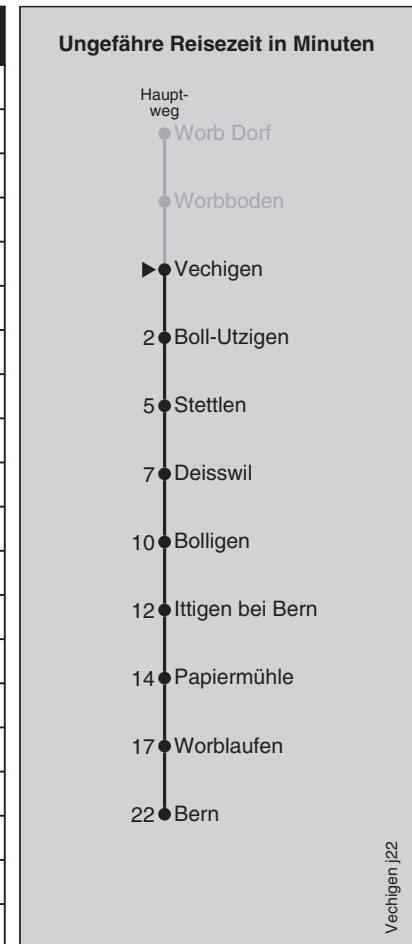 Ungefähre Reisezeit in Minuten
Haupt-
weg
Worb Dorf
Worbboden
Vechigen
2 Boll-Utzigen
5 Stettlen
7 Deisswil
10 Bolligen
12 Ittigen bei Bern
14 Papiermühle
17 Worblaufen
22 Bern
Vechigen j22